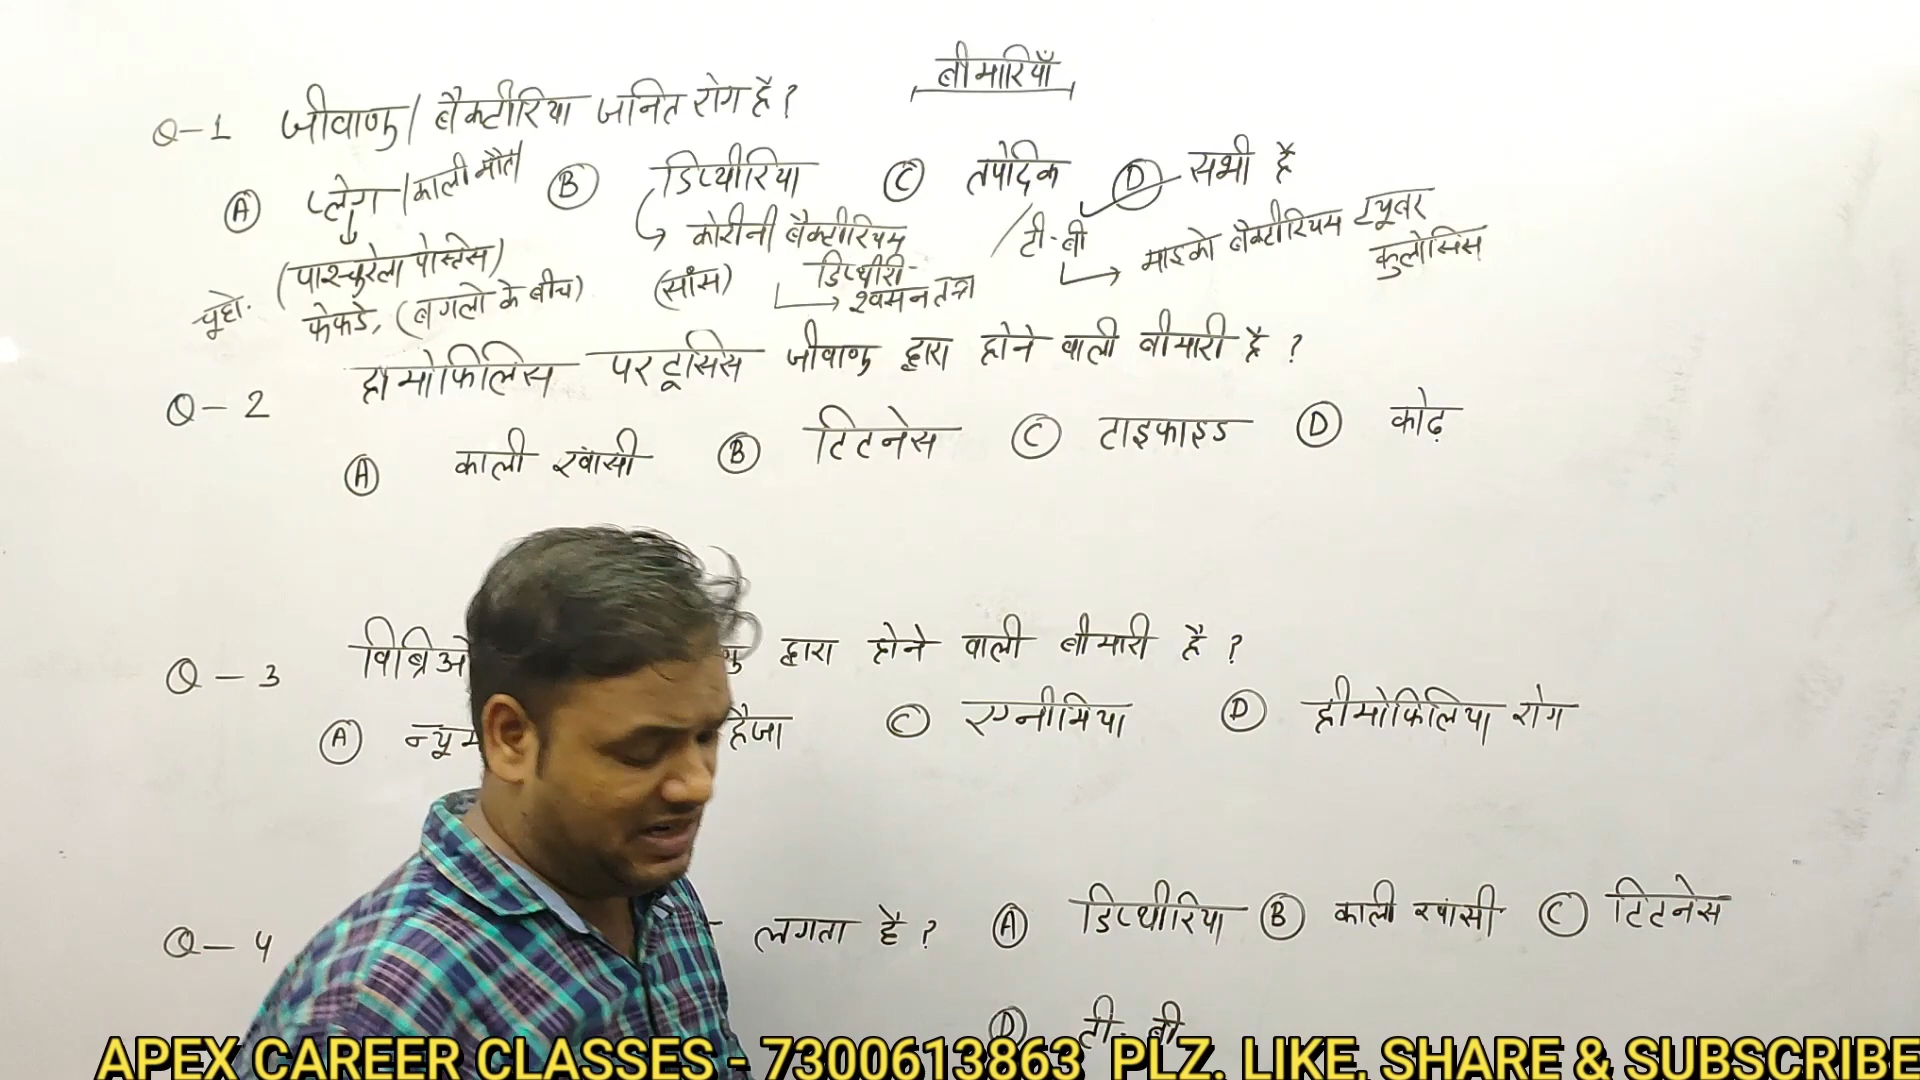 बीमारियाँ
Q-1 जीवाणु/ बैक्टीरिया जनित रोग है ?
A प्लेग/काली मौत B डिप्थीरिया C तपेदिक D सभी है
(पाश्चुरेला पेस्टिस) कोरीनी बैक्टीरियम डिप्थीरी- / टी-बी माइको बैक्टीरियम ट्यूबर कुलोसिस
चूहे. फेफडे, (बगलो के बीच) (सांस) श्वसन तन्त्र
Q-2 हीमोफिलिस परटूसिस जीवाणु द्वारा होने वाली बीमारी है ?
A काली खांसी B टिटनेस C टाइफाइड D कोढ़
Q-3 द्वारा होने वाली बीमारी है ?
A हैजा C एनीमिया D हीमोफिलिया रोग
Q-4 लगता है ? A डिप्थीरिया B काली खांसी C टिटनेस
D टी-बी
APEX CAREER CLASSES - 7300613863 PLZ. LIKE, SHARE & SUBSCRIBE